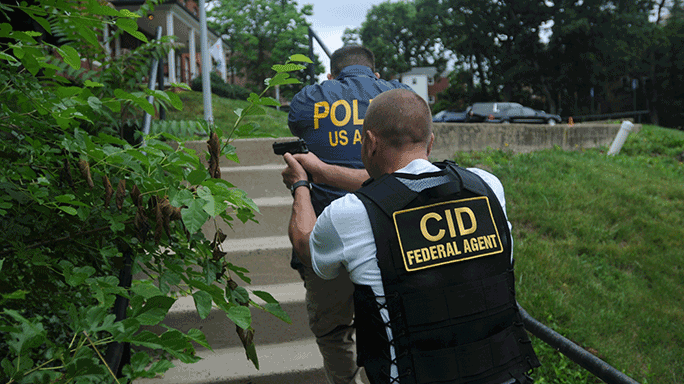 POL
US A
CID
FEDERAL AGENT